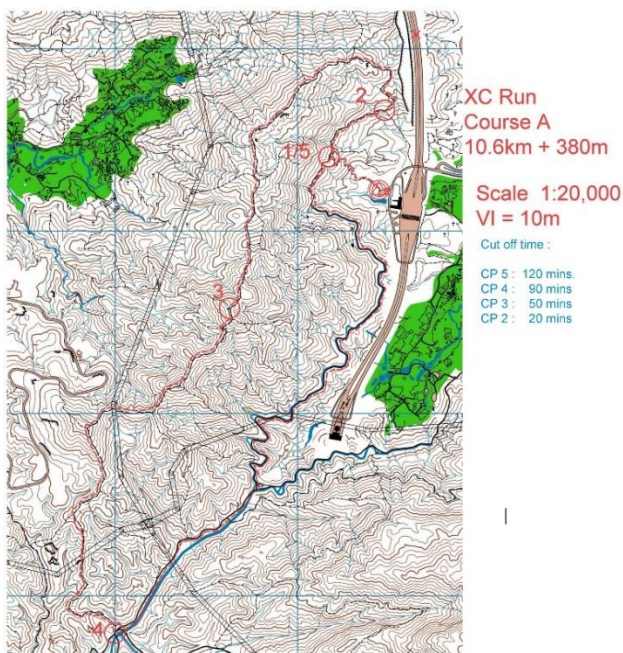 2
XC Run
Course A
10.6km + 380m
1/5
Scale 1:20,000
VI = 10m
Cut off time :
CP 5 : 120 mins.
CP 4 : 90 mins
CP 3 : 50 mins
CP 2 : 20 mins
3
4